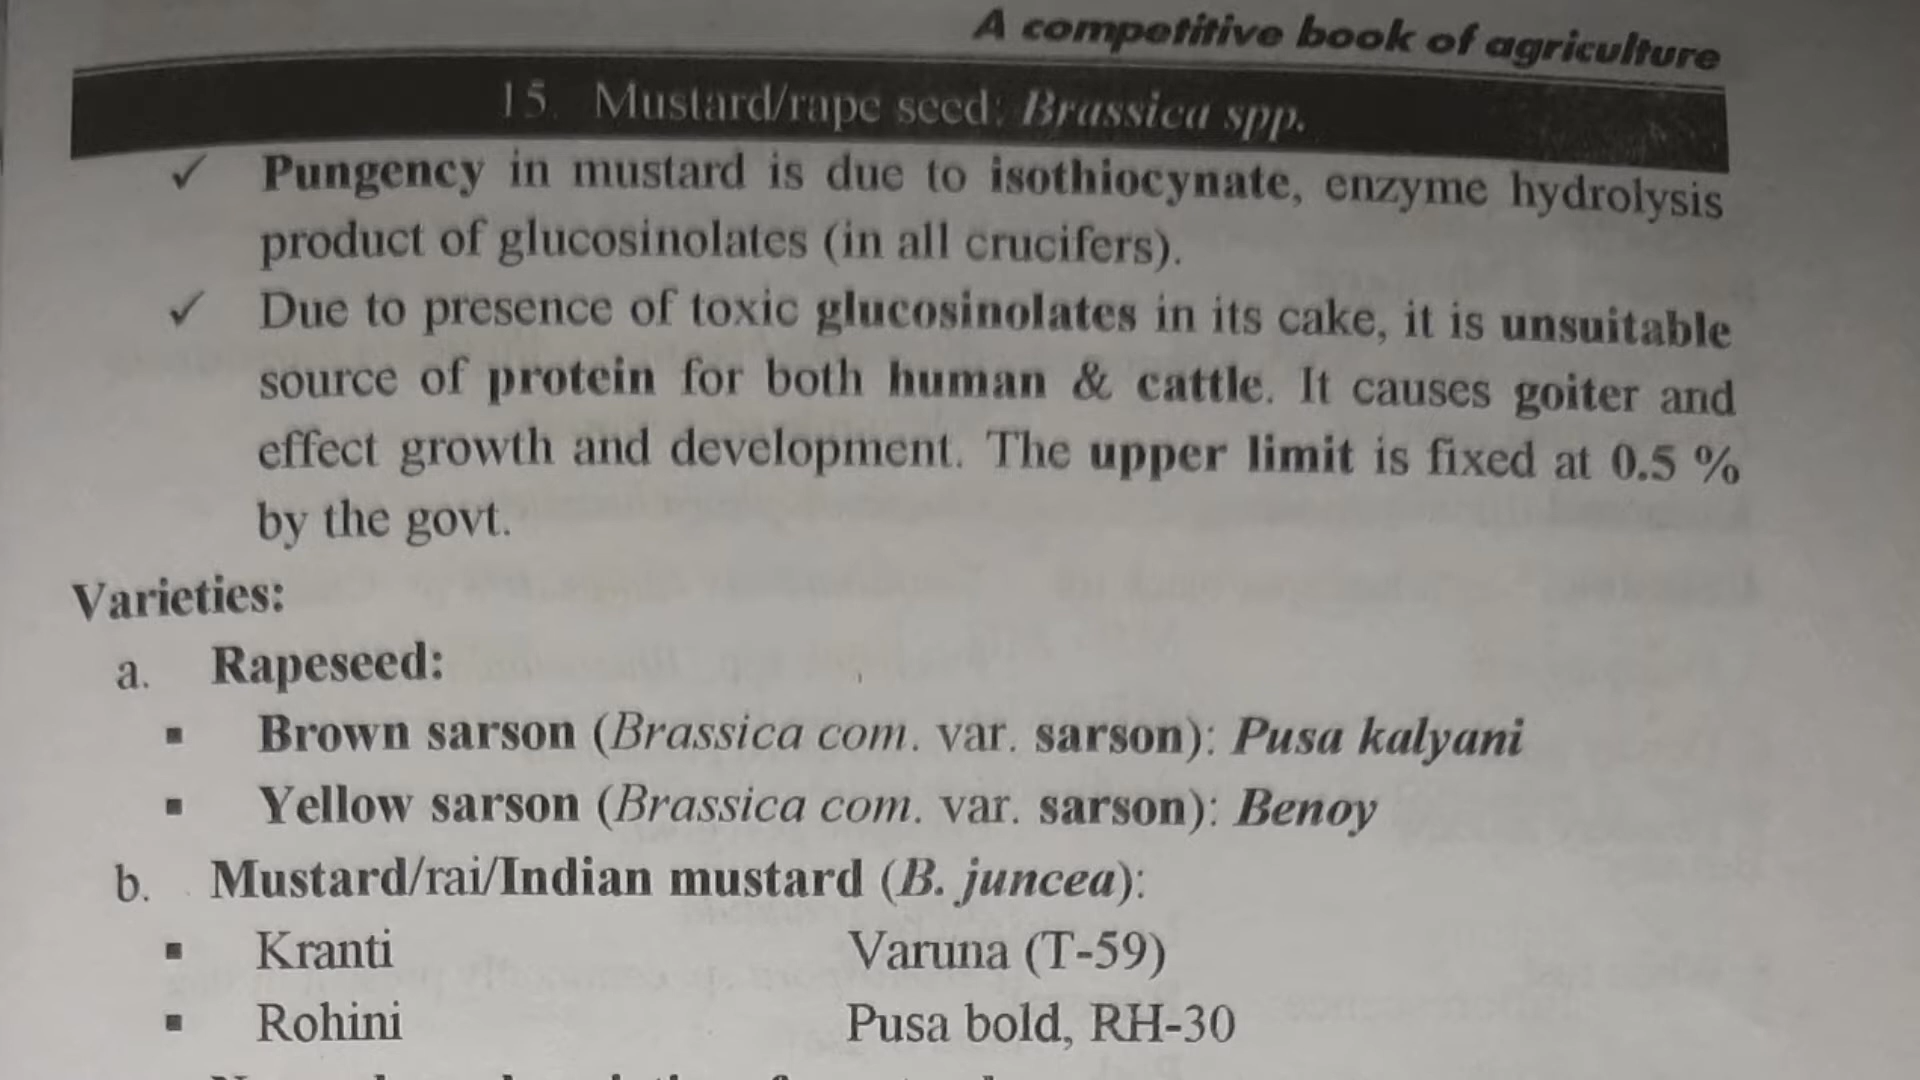 A competitive book of agriculture
15. Mustard/rape seed: Brassica spp.
✓ Pungency in mustard is due to isothiocynate, enzyme hydrolysis
product of glucosinolates (in all crucifers).
✓ Due to presence of toxic glucosinolates in its cake, it is unsuitable
source of protein for both human & cattle. It causes goiter and
effect growth and development. The upper limit is fixed at 0.5 %
by the govt.
Varieties:
a. Rapeseed:
▪ Brown sarson (Brassica com. var. sarson): Pusa kalyani
▪ Yellow sarson (Brassica com. var. sarson): Benoy
b. Mustard/rai/Indian mustard (B. juncea):
▪ Kranti Varuna (T-59)
▪ Rohini Pusa bold, RH-30